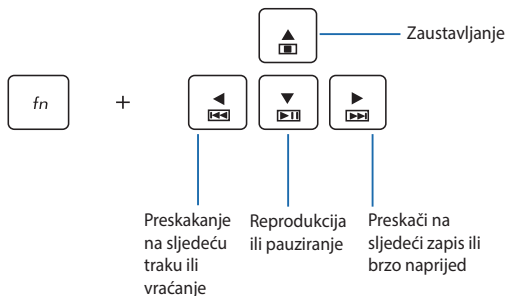 Zaustavljanje
fn
+
Preskakanje
na sljedeću
traku ili
vraćanje
Reprodukcija
ili pauziranje
Preskači na
sljedeći zapis ili
brzo naprijed